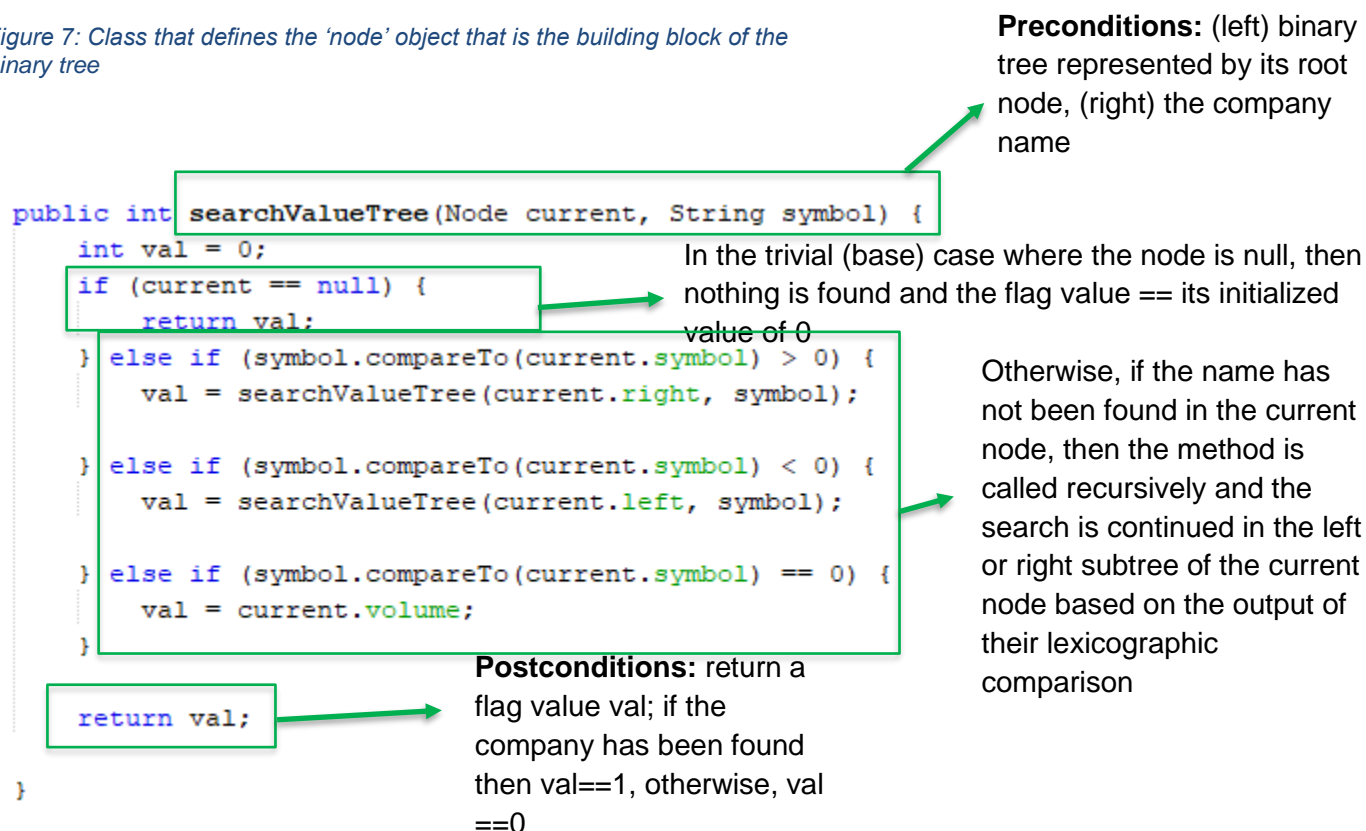 igure 7: Class that defines the ‘node’ object that is the building block of the
inary tree
Preconditions: (left) binary
tree represented by its root
node, (right) the company
name
public int searchValueTree(Node current, String symbol) {
int val = 0;
if (current == null) {
return val;
} else if (symbol.compareTo(current.symbol) > 0) {
val = searchValueTree(current.right, symbol);
} else if (symbol.compareTo(current.symbol) < 0) {
val = searchValueTree(current.left, symbol);
} else if (symbol.compareTo(current.symbol) == 0) {
val = current.volume;
}
return val;
}
In the trivial (base) case where the node is null, then
nothing is found and the flag value == its initialized
value of 0
Otherwise, if the name has
not been found in the current
node, then the method is
called recursively and the
search is continued in the left
or right subtree of the current
node based on the output of
their lexicographic
comparison
Postconditions: return a
flag value val; if the
company has been found
then val==1, otherwise, val
==0